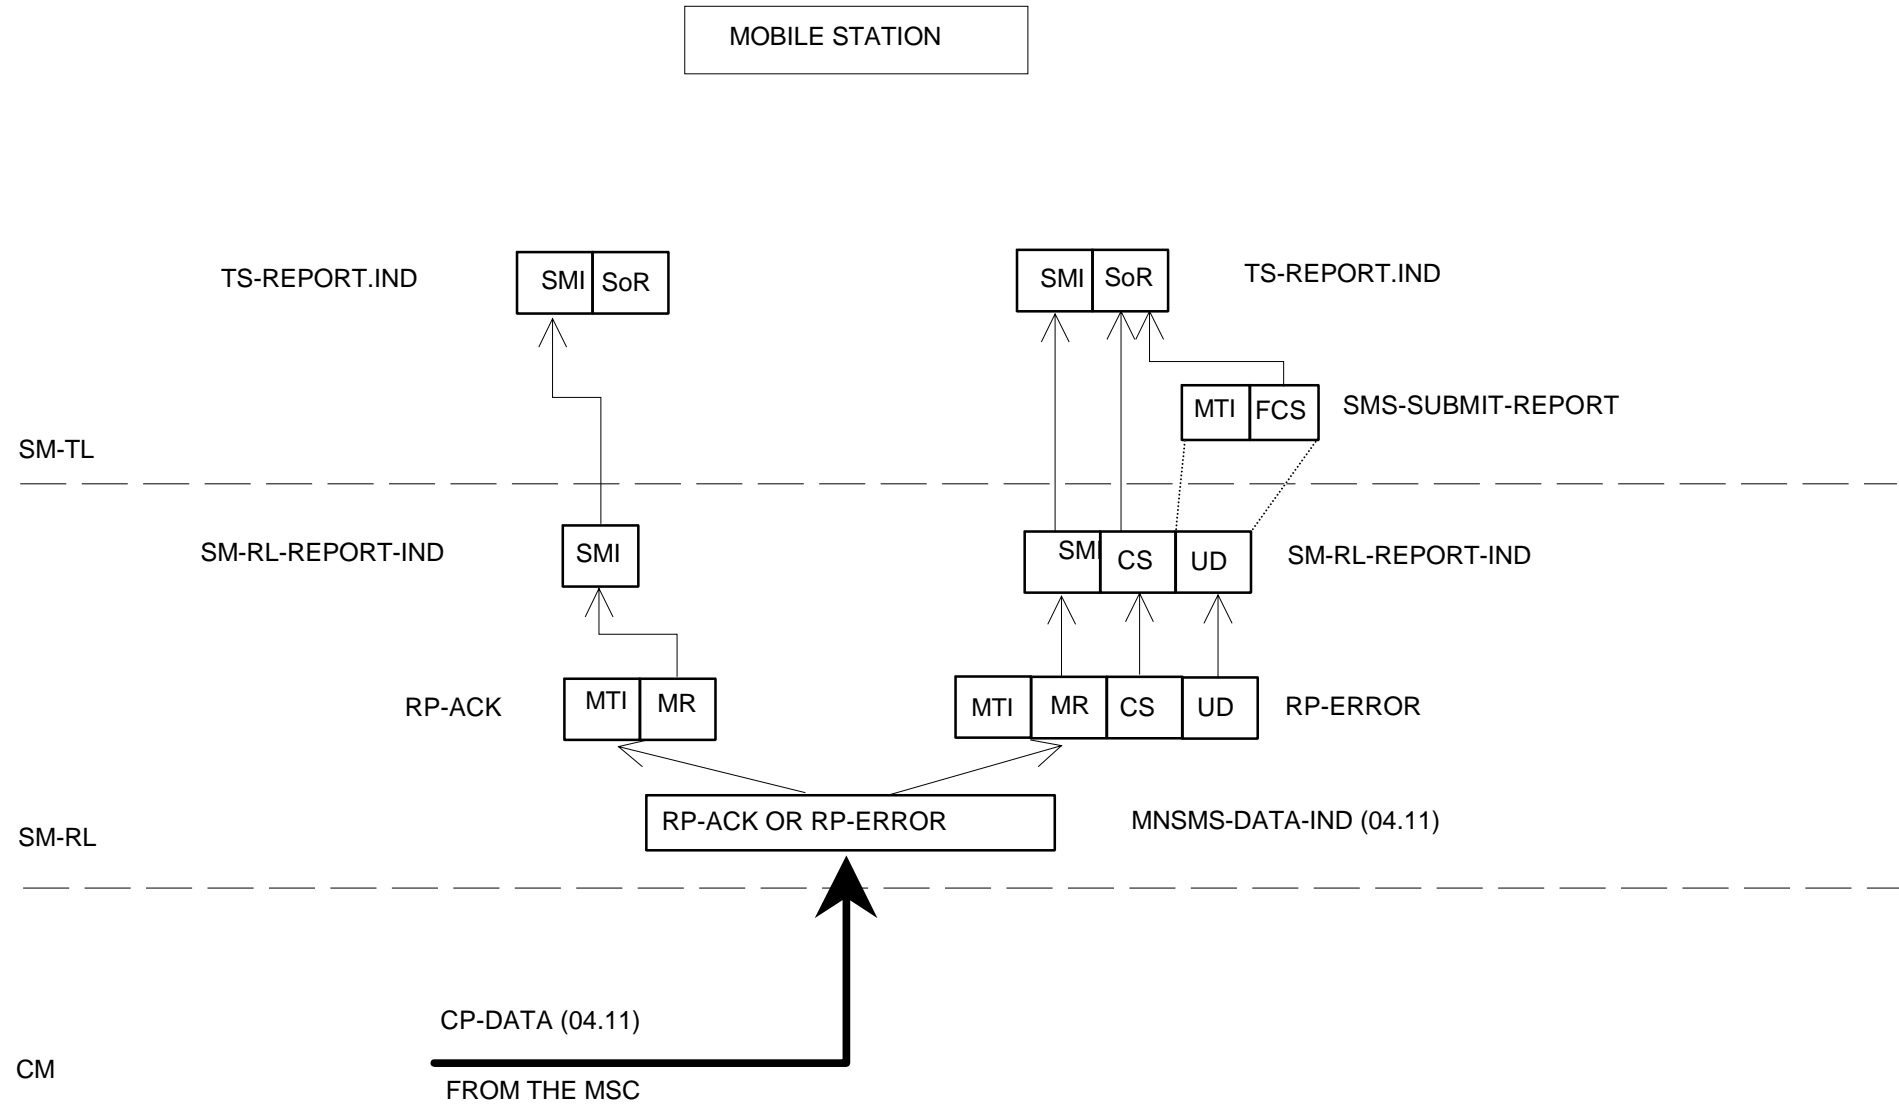 MOBILE STATION
TS-REPORT.IND
SMI SoR
SMI SoR
TS-REPORT.IND
MTI FCS
SMS-SUBMIT-REPORT
SM-TL
SM-RL-REPORT-IND
SMI
SMI CS UD
SM-RL-REPORT-IND
RP-ACK
MTI MR
MTI MR CS UD
RP-ERROR
RP-ACK OR RP-ERROR
MNSMS-DATA-IND (04.11)
SM-RL
CP-DATA (04.11)
CM
FROM THE MSC